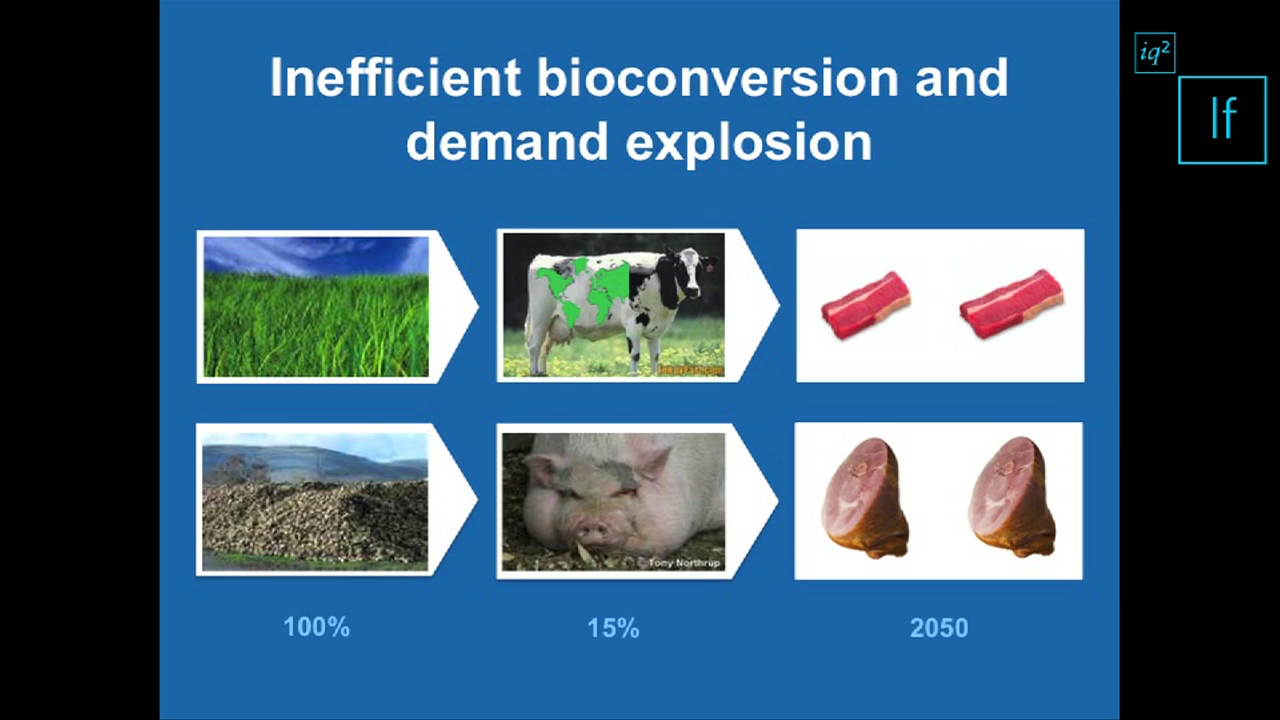 Inefficient bioconversion and
demand explosion
iq²
If
© Tony Northrup
100%
15%
2050